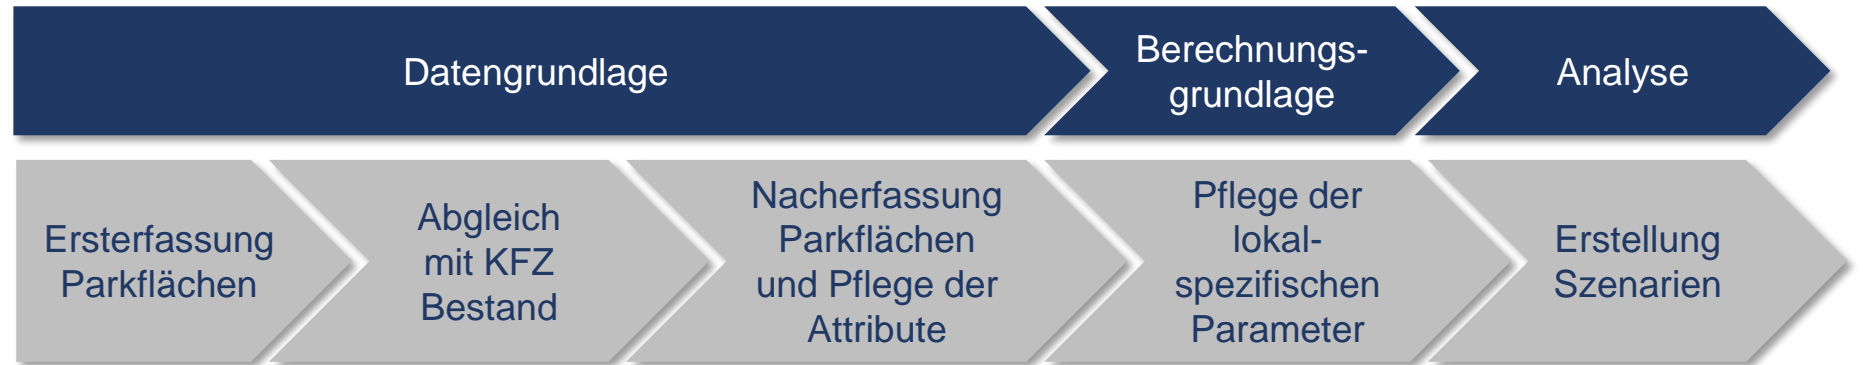 Datengrundlage
Berechnungs-
grundlage
Analyse
Ersterfassung
Parkflächen
Abgleich
mit KFZ
Bestand
Nacherfassung
Parkflächen
und Pflege der
Attribute
Pflege der
lokal-
spezifischen
Parameter
Erstellung
Szenarien